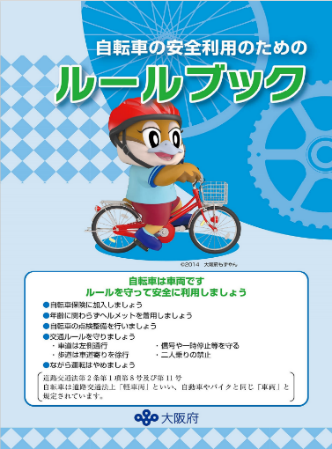 自転車の安全利用のための
ルールブック
©2014 大阪府もずやん
自転車は車両です
ルールを守って安全に利用しましょう
●自転車保険に加入しましょう
●年齢に関わらずヘルメットを着用しましょう
●自転車の点検整備を行いましょう
●交通ルールを守りましょう
・車道は左側通行 ・信号や一時停止等を守る
・歩道は車道寄りを徐行 ・二人乗りの禁止
●ながら運転はやめましょう
道路交通法第2条第1項第8号及び第11号
自転車は道路交通法上「軽車両」といい、自動車やバイクと同じ「車両」と
規定されています。
大阪府